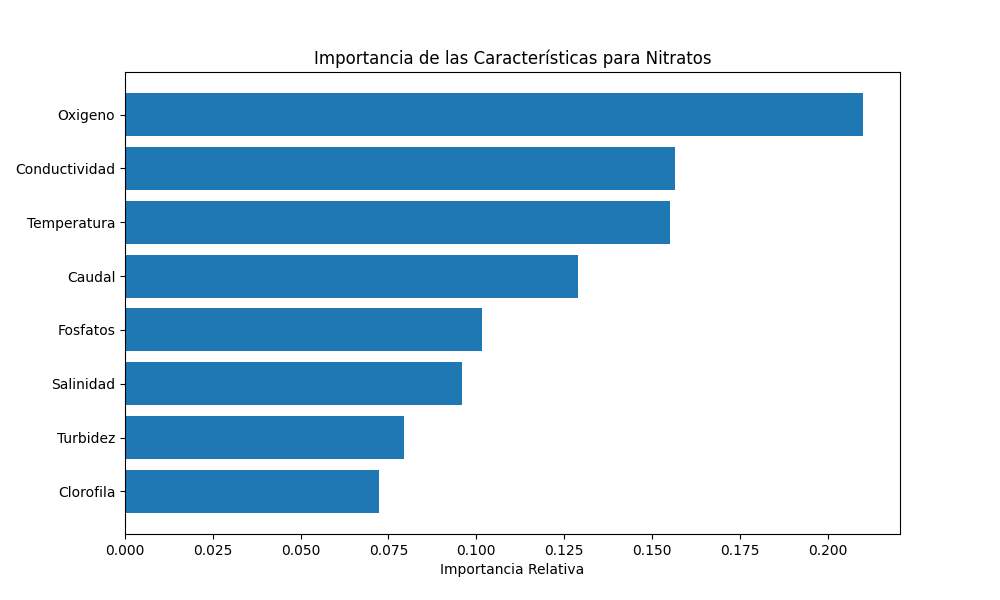 Importancia de las Características para Nitratos
Oxigeno
Conductividad
Temperatura
Caudal
Fosfatos
Salinidad
Turbidez
Clorofila
0.000 0.025 0.050 0.075 0.100 0.125 0.150 0.175 0.200
Importancia Relativa